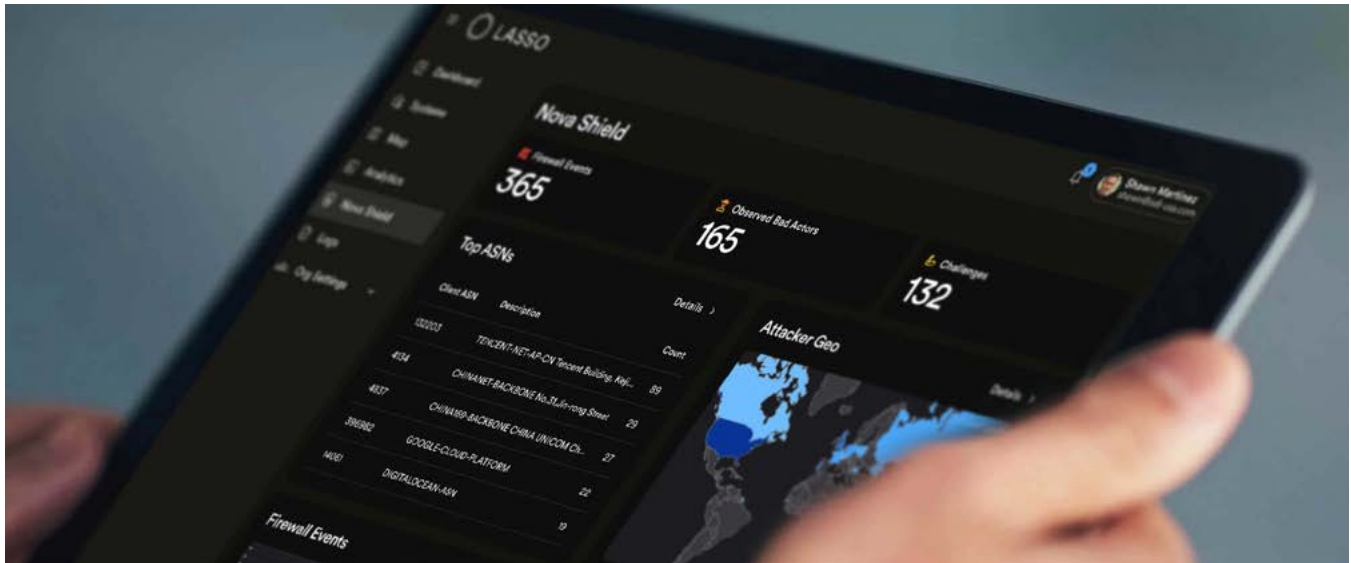 LASSO
Dashboard
Systems
Map
Analytics
Nova Shield
Logs
Org Settings
Nova Shield
Shawn Martinez
Firewall Events
365
Observed Bad Actors
165
Challenges
132
Top ASNs
Details >
Client ASN Description Count
132203 TENCENT-NET-AP-CN Tencent Building, Keji... 89
4134 CHINANET-BACKBONE No.31,Jin-rong Street 29
4837 CHINA169-BACKBONE CHINA UNICOM Ch... 27
396982 GOOGLE-CLOUD-PLATFORM 22
14061 DIGITALOCEAN-ASN 19
Attacker Geo
Details >
Firewall Events